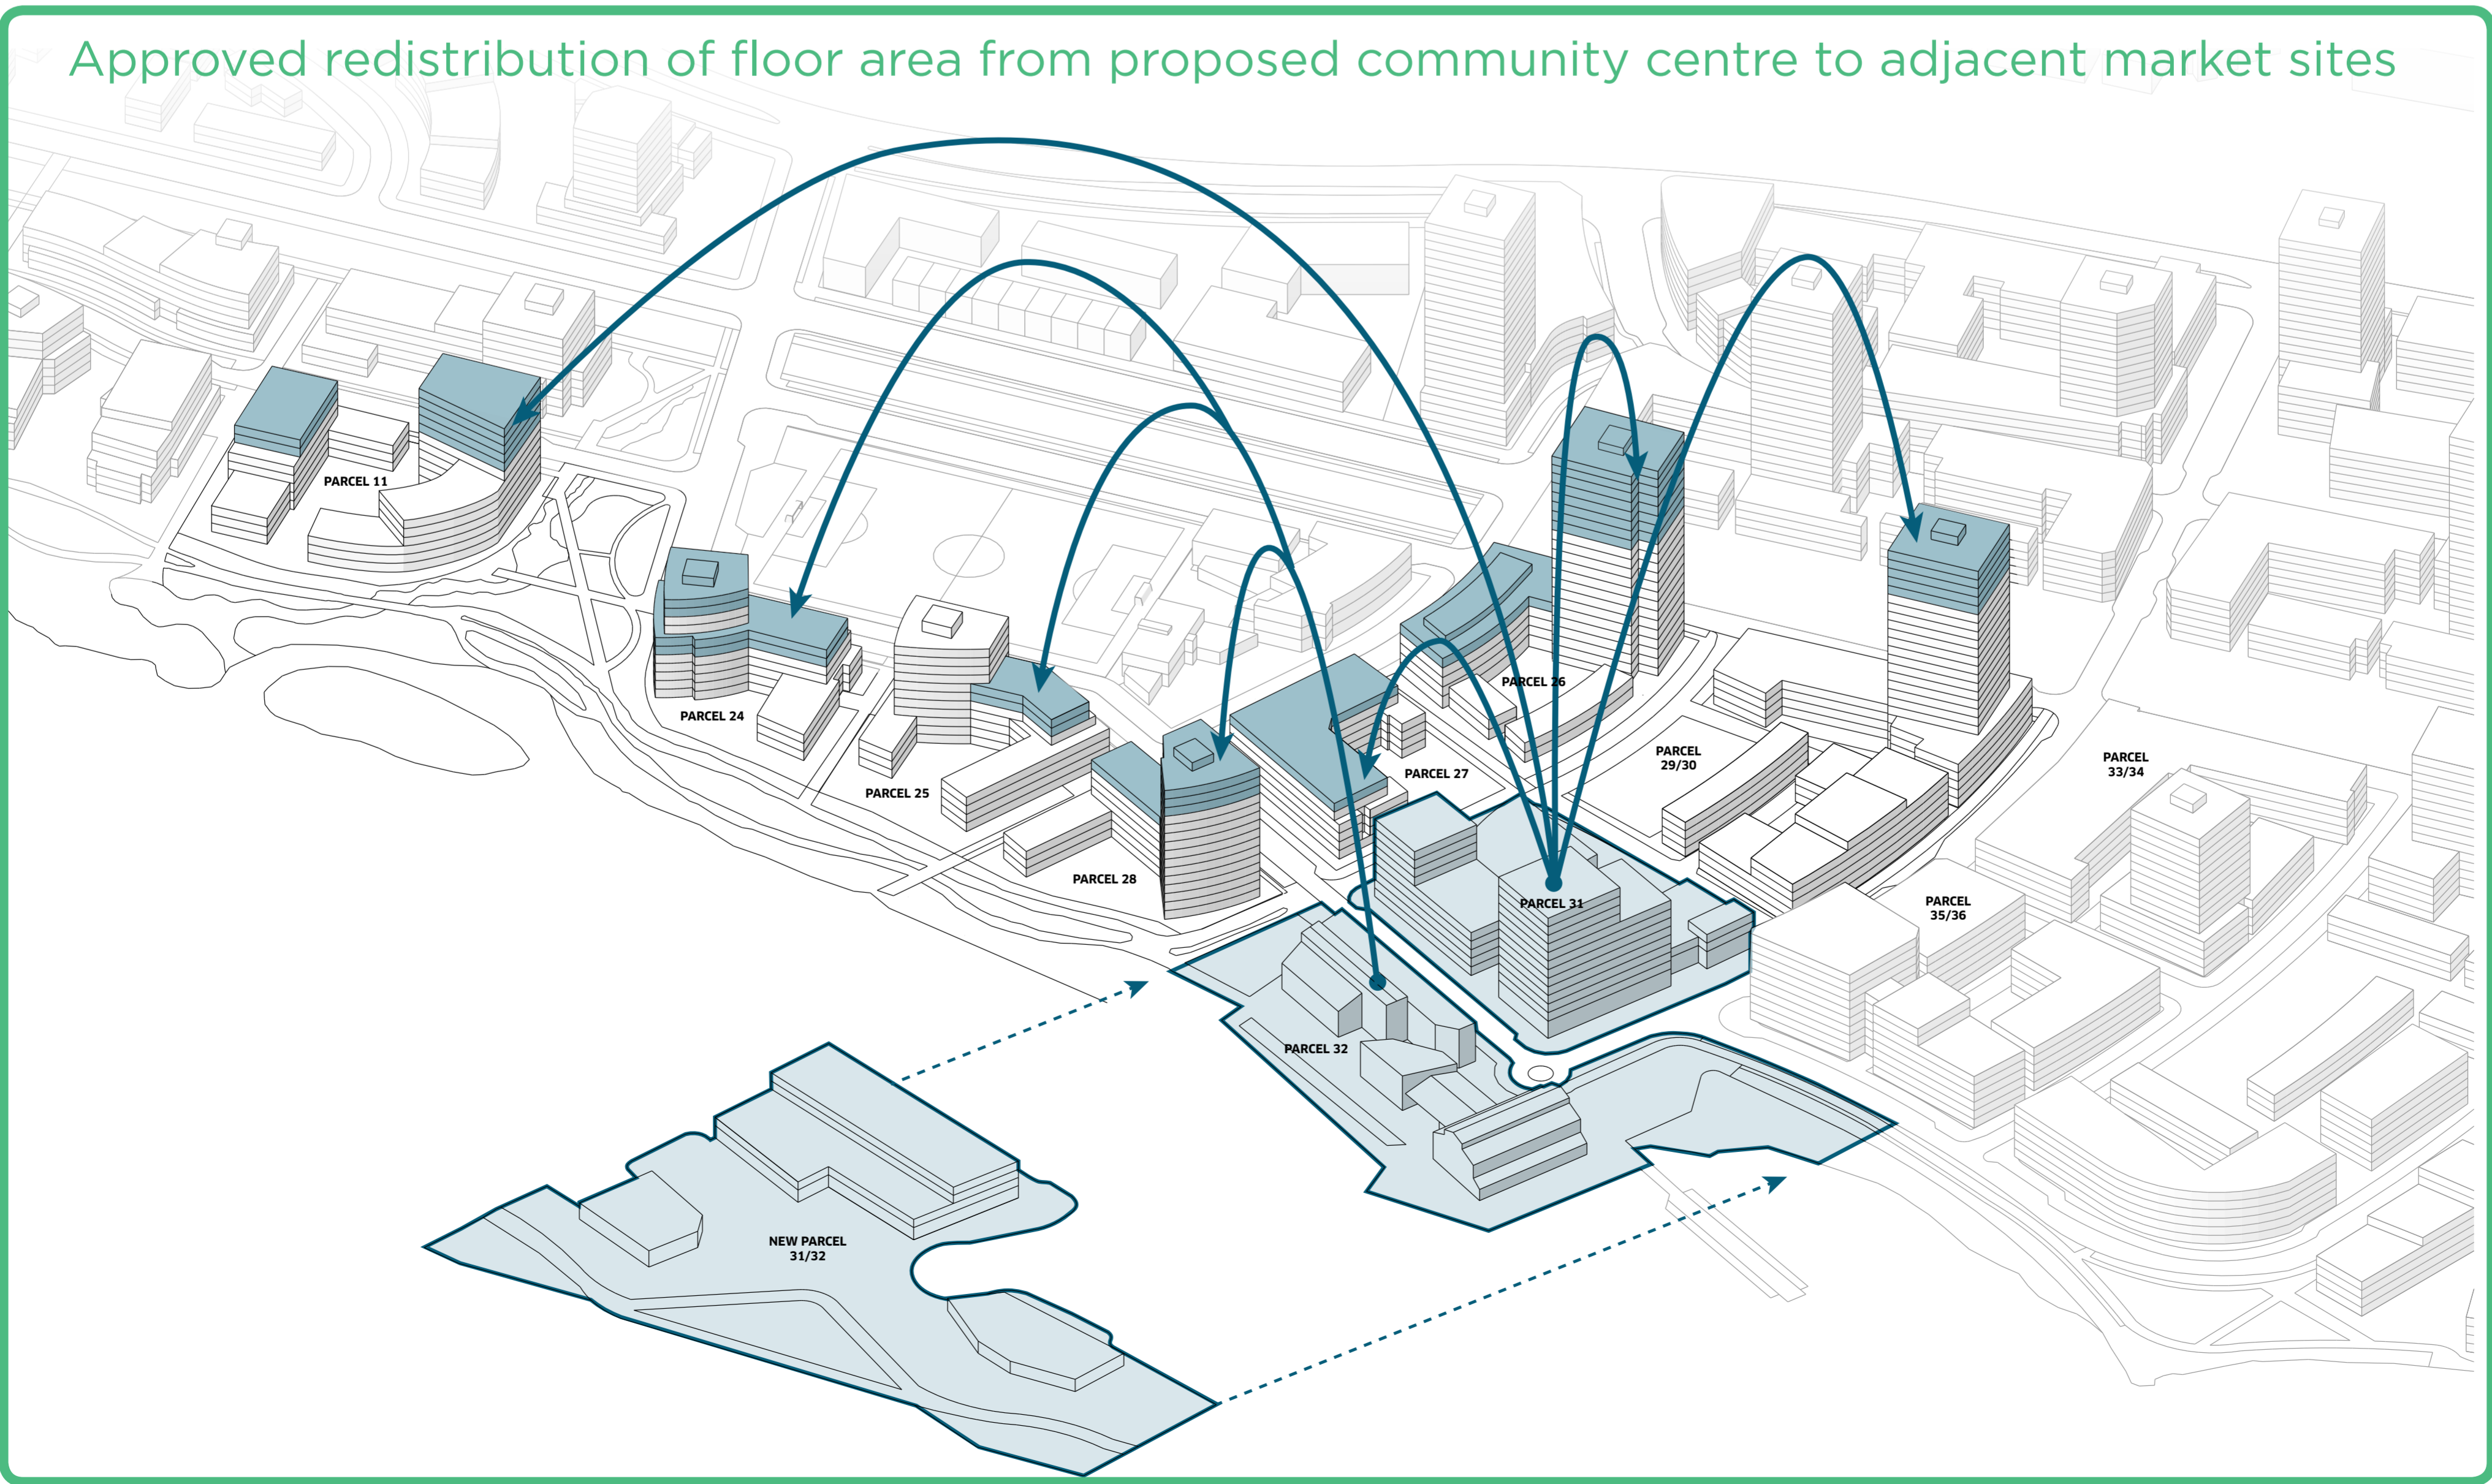 Approved redistribution of floor area from proposed community centre to adjacent market sites
PARCEL 11
PARCEL 24
PARCEL 25
PARCEL 28
PARCEL 26
PARCEL 27
PARCEL
29/30
PARCEL
33/34
PARCEL 31
PARCEL
35/36
PARCEL 32
NEW PARCEL
31/32